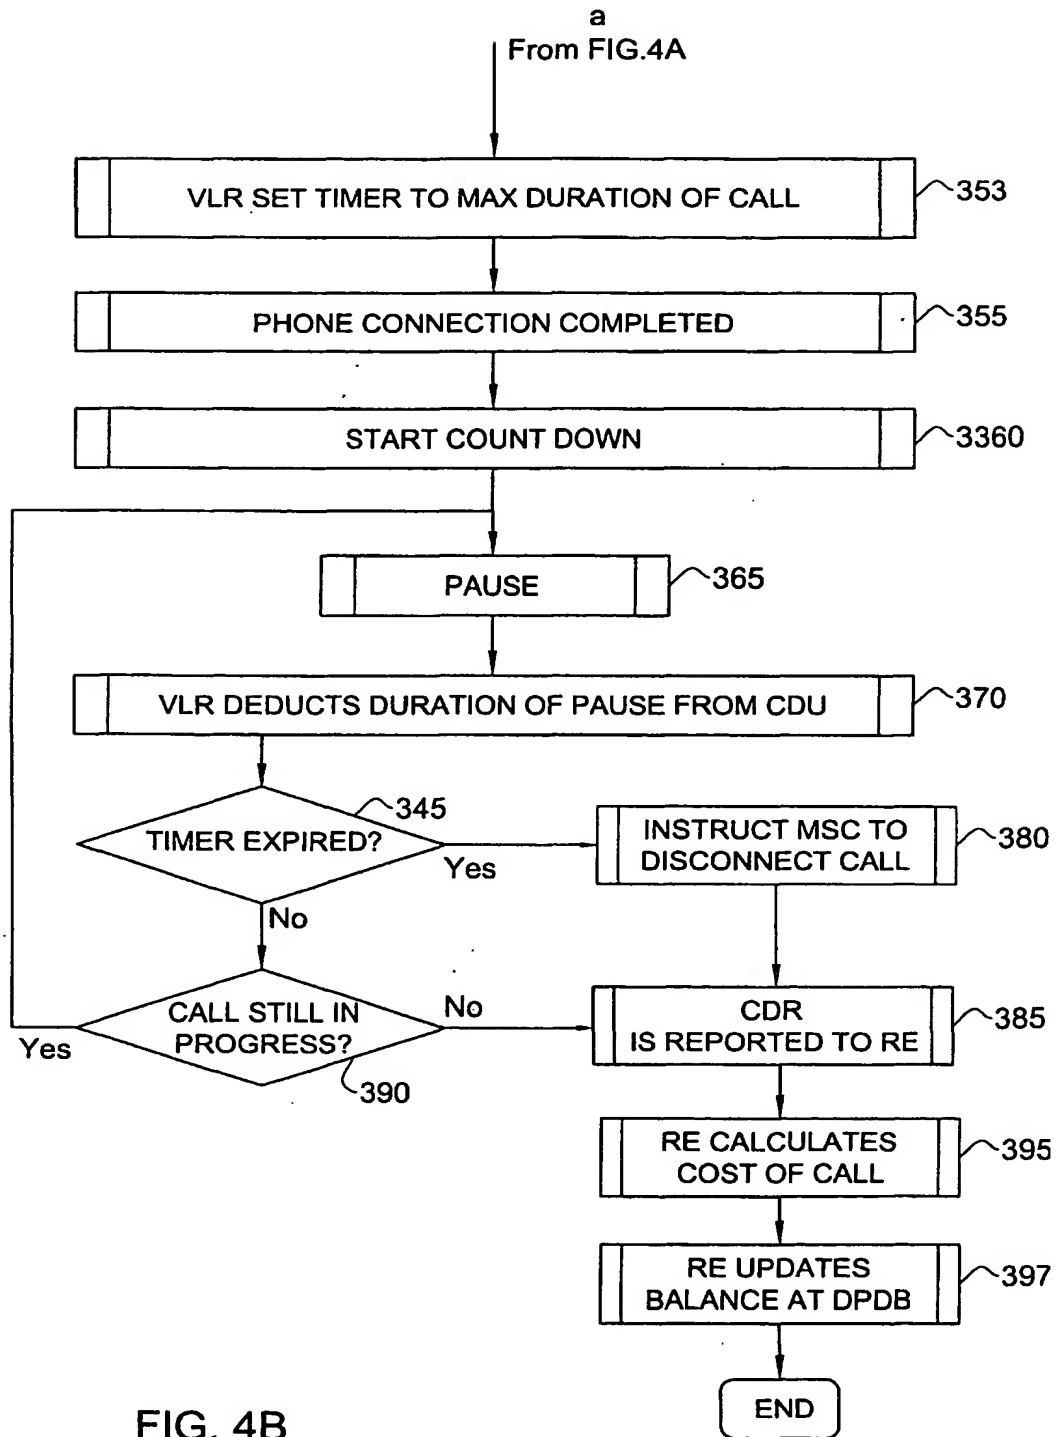 a
From FIG.4A
VLR SET TIMER TO MAX DURATION OF CALL
353
PHONE CONNECTION COMPLETED
355
START COUNT DOWN
3360
PAUSE
365
VLR DEDUCTS DURATION OF PAUSE FROM CDU
370
345
TIMER EXPIRED?
Yes
INSTRUCT MSC TO
DISCONNECT CALL
380
No
CALL STILL IN
PROGRESS?
Yes
No
390
CDR
IS REPORTED TO RE
385
RE CALCULATES
COST OF CALL
395
RE UPDATES
BALANCE AT DPDB
397
END
FIG. 4B